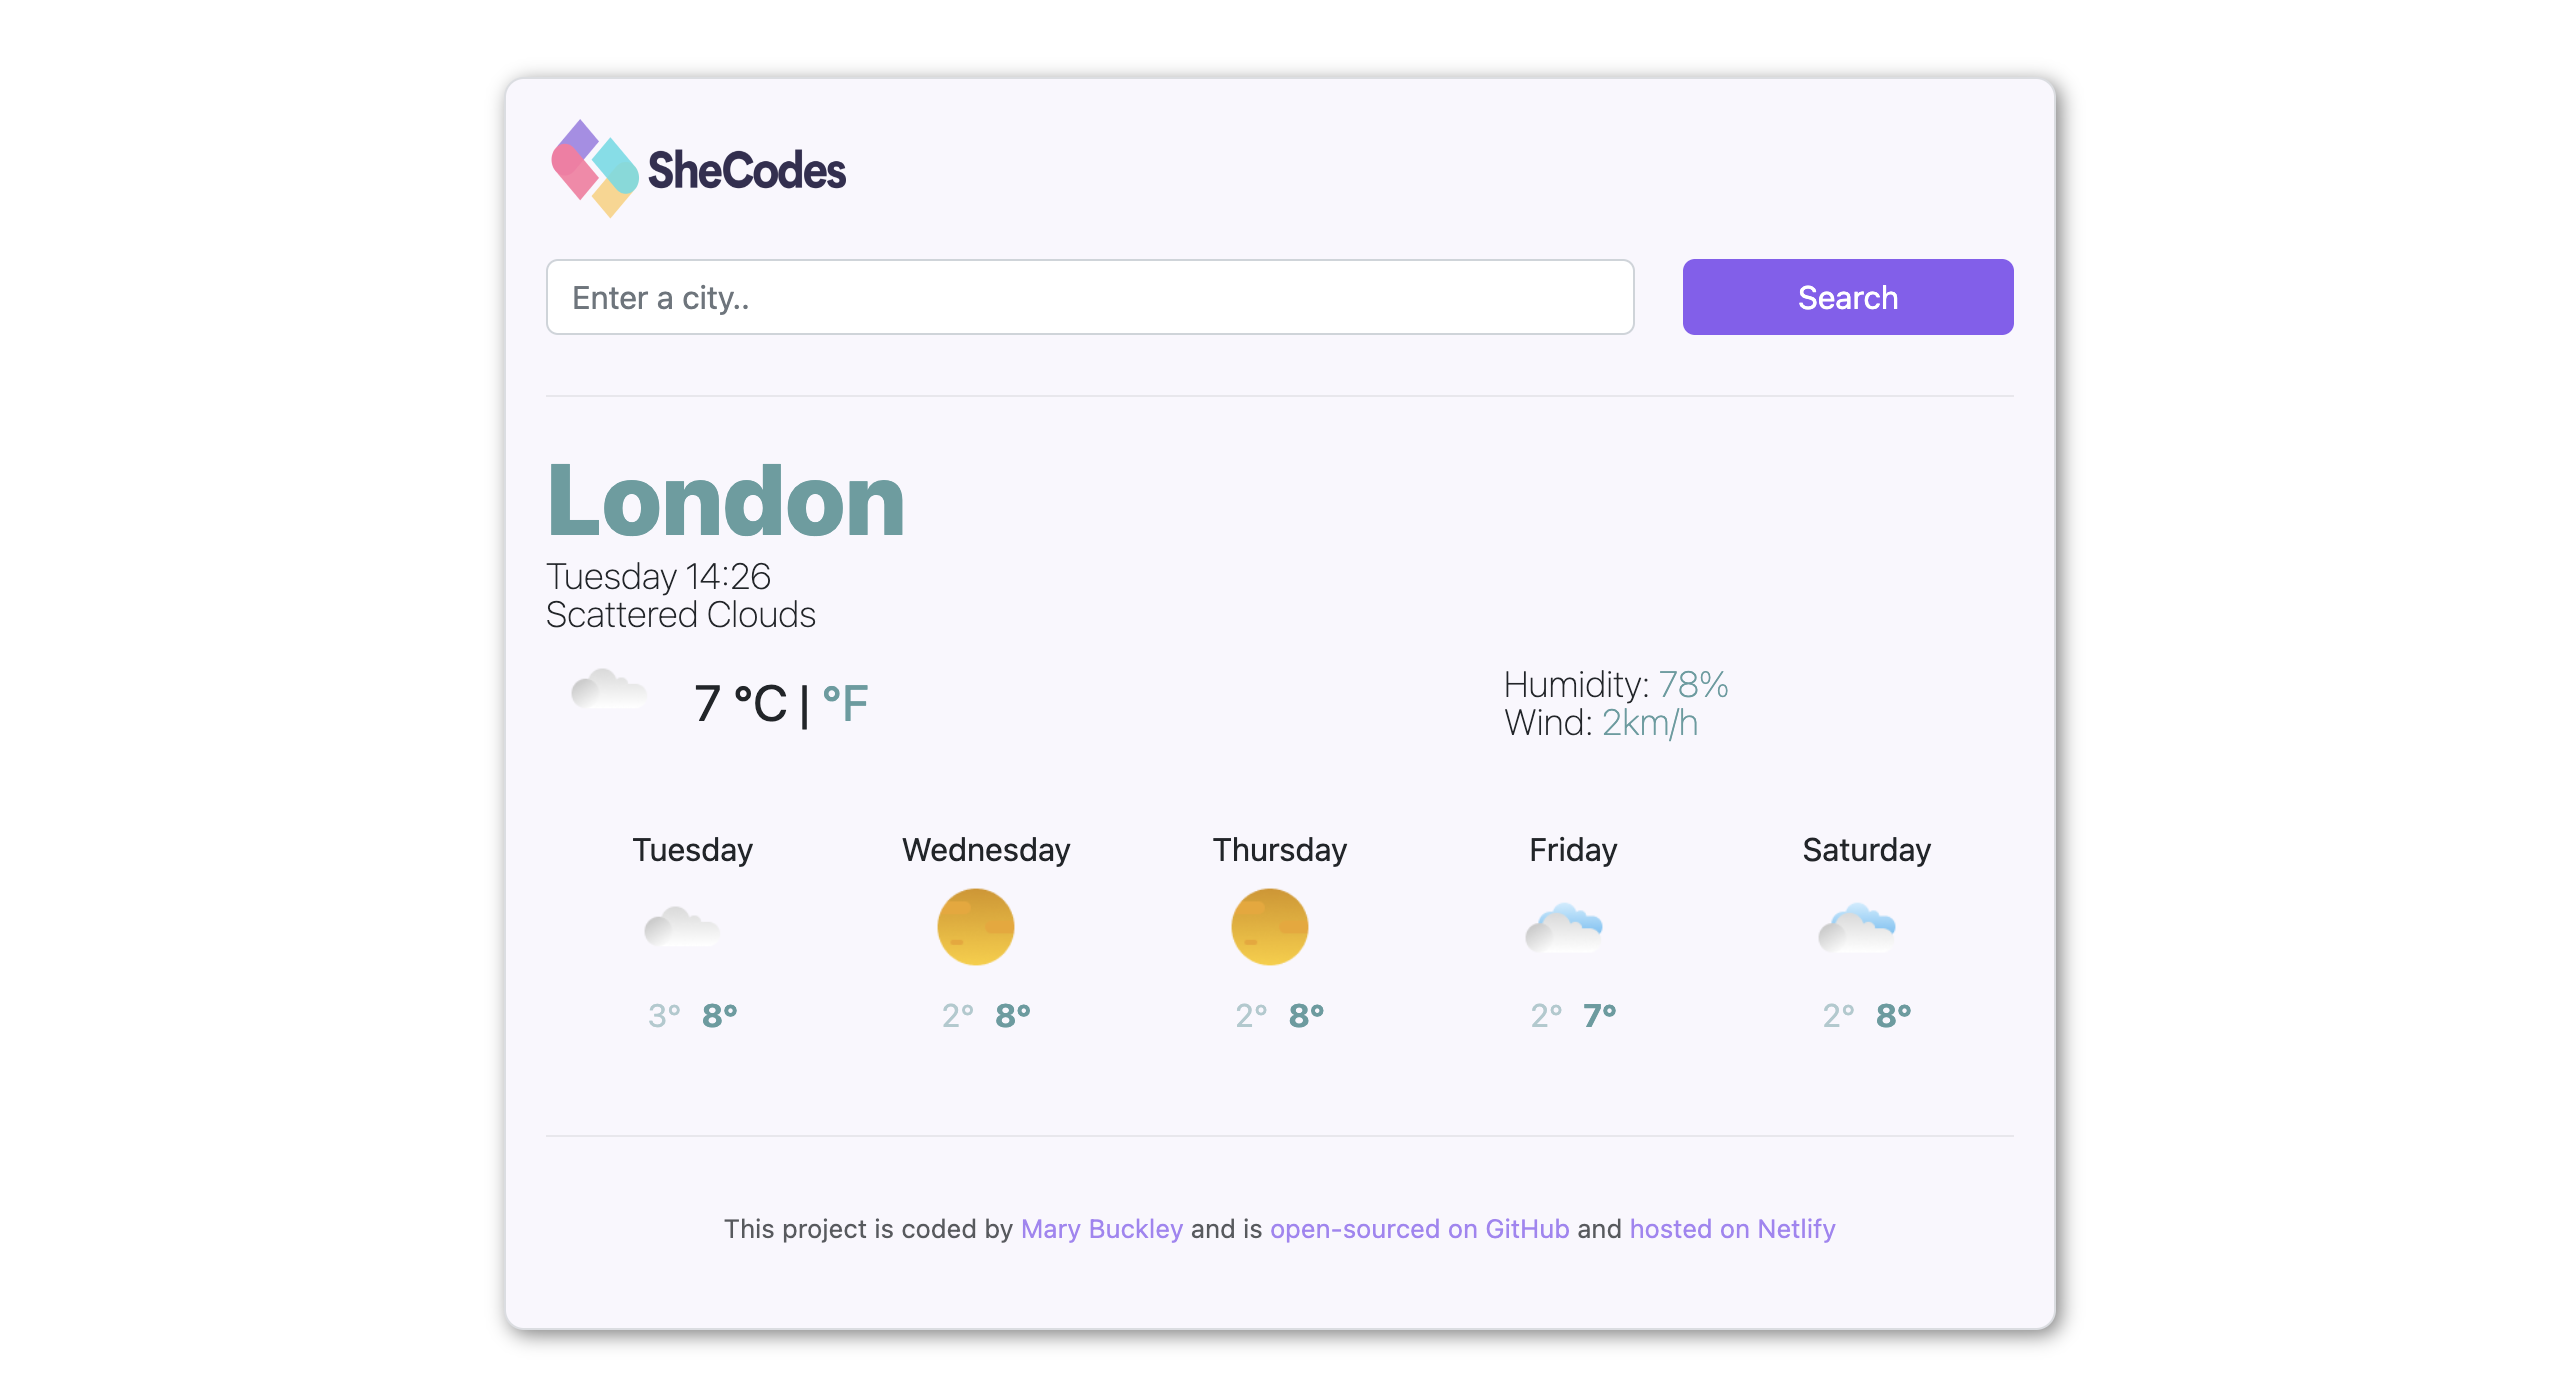 SheCodes
Enter a city..
Search
London
Tuesday 14:26
Scattered Clouds
7 °C | °F
Humidity: 78%
Wind: 2km/h
Tuesday Wednesday Thursday Friday Saturday
3° 8° 2° 8° 2° 8° 2° 7° 2° 8°
This project is coded by Mary Buckley and is open-sourced on GitHub and hosted on Netlify